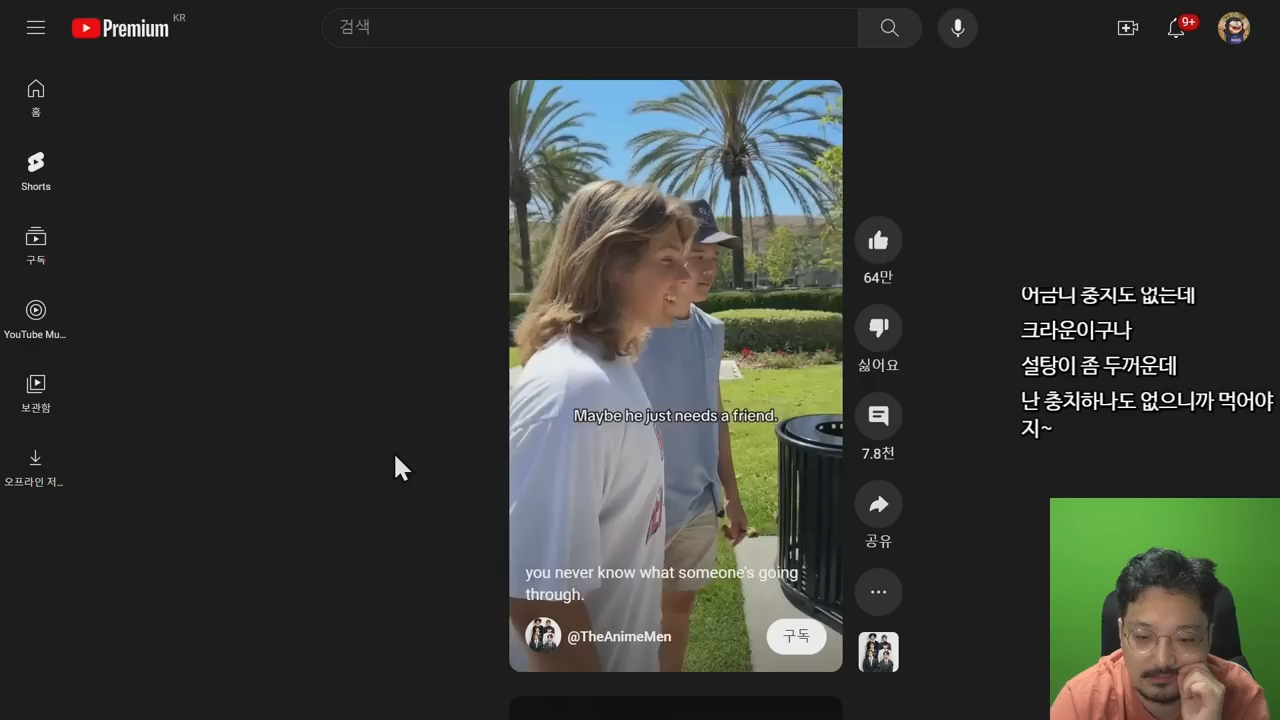 Premium KR
검색
9+
홈
Shorts
구독
YouTube Mu...
보관함
오프라인 저...
Maybe he just needs a friend.
you never know what someone's going
through.
@TheAnimeMen
구독
64만
싫어요
7.8천
공유
어금니 충치도 없는데
크라운이구나
설탕이 좀 두꺼운데
난 충치하나도 없으니까 먹어야
지~